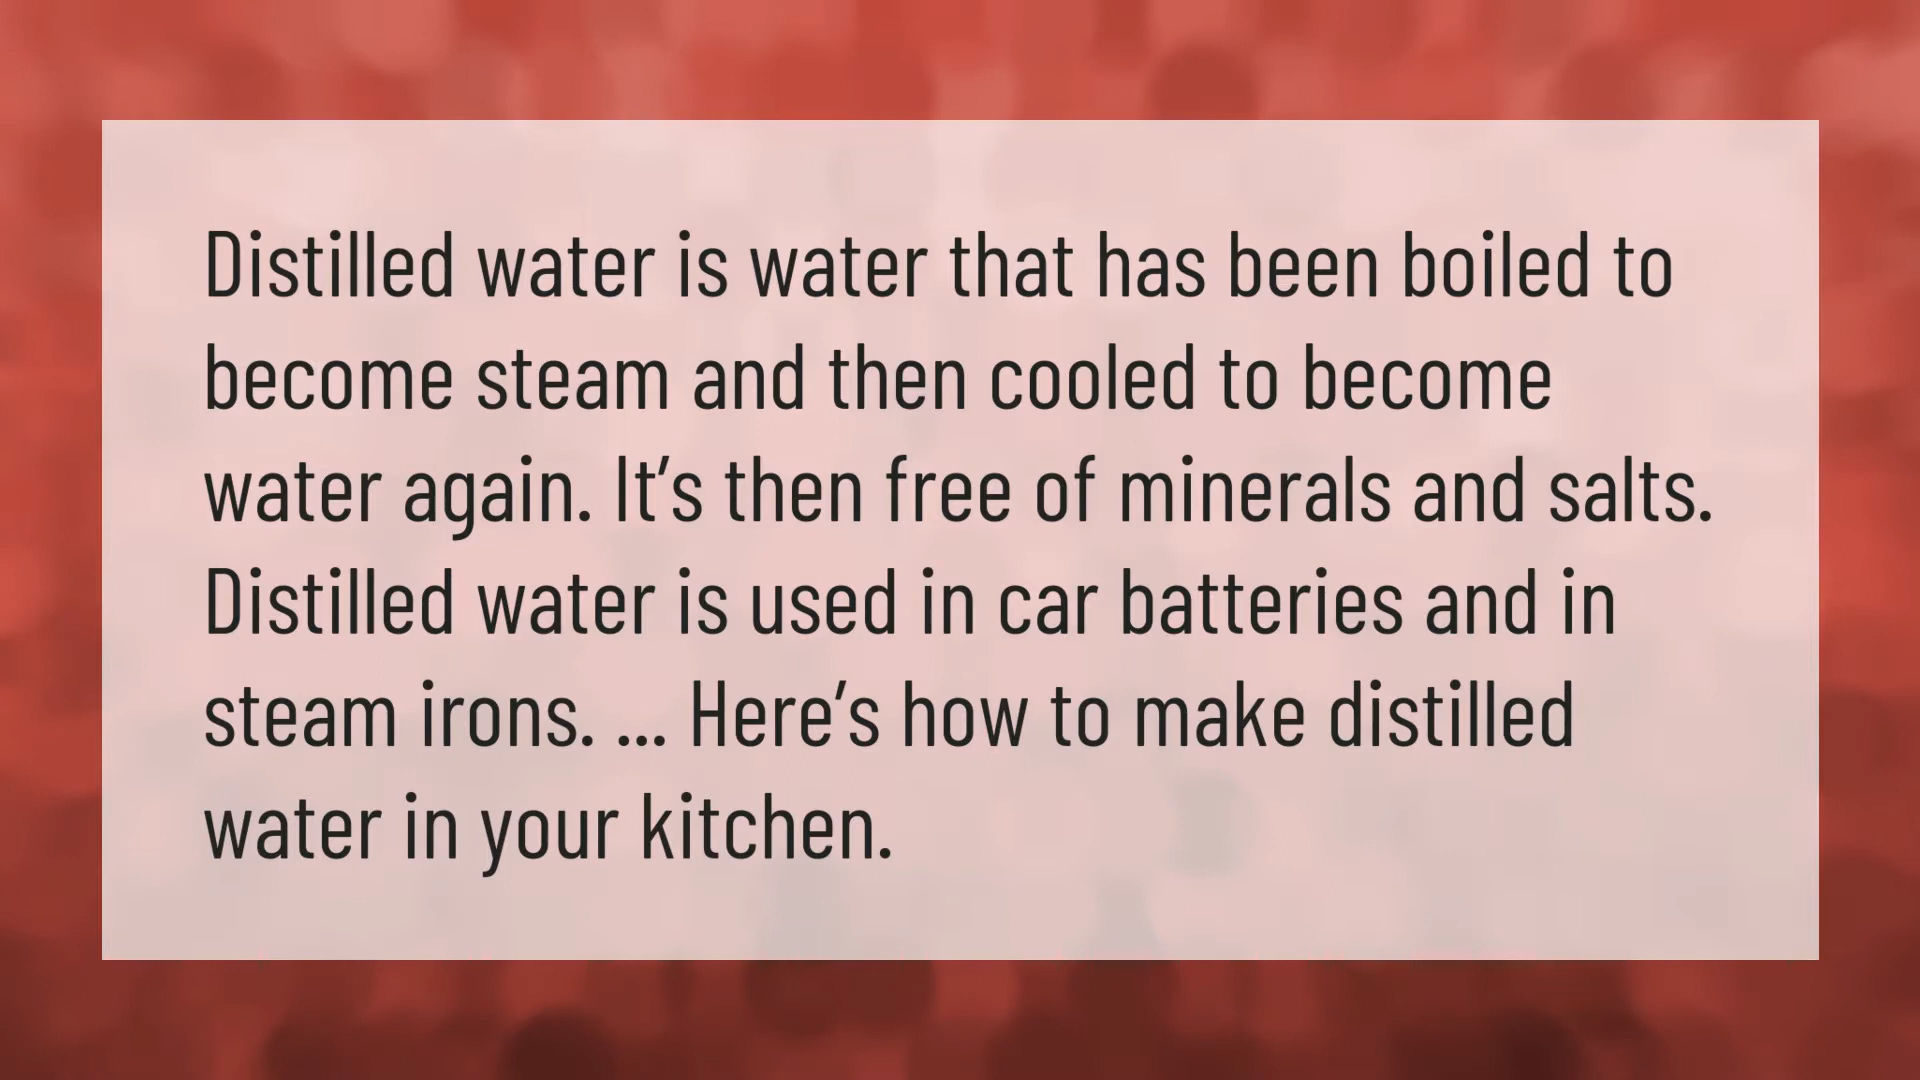 Distilled water is water that has been boiled to
become steam and then cooled to become
water again. It’s then free of minerals and salts.
Distilled water is used in car batteries and in
steam irons. ... Here’s how to make distilled
water in your kitchen.